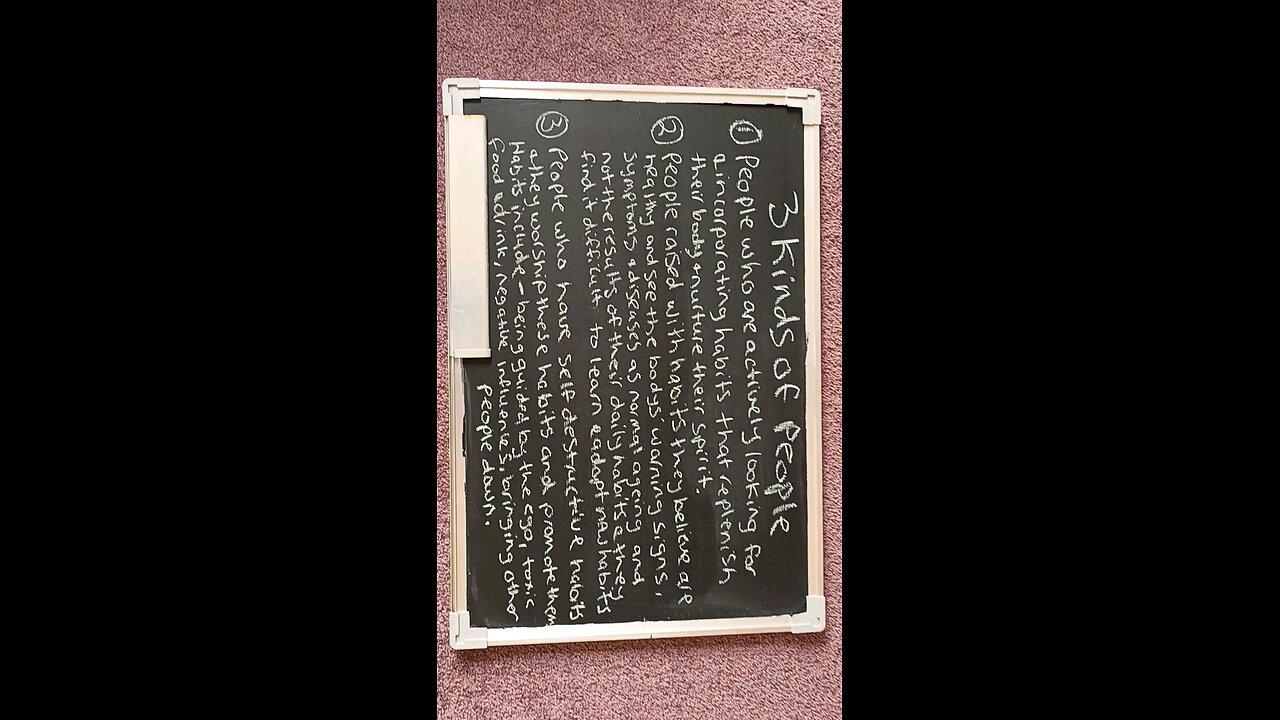 3 Kinds of People
① People who are actively looking for
& incorporating habits that replenish
their body & nurture their spirit.
② People raised with habits they believe are
healthy and see the bodys warning signs,
symptoms & diseases as normal ageing and
not the results of their daily habits & they
find it difficult to learn & adapt new habits
③ People who have self destructive habits
& they worship these habits and promote them
Habits include - being guided by the ego, toxic
food & drink, negative influences, bringing other
people down.